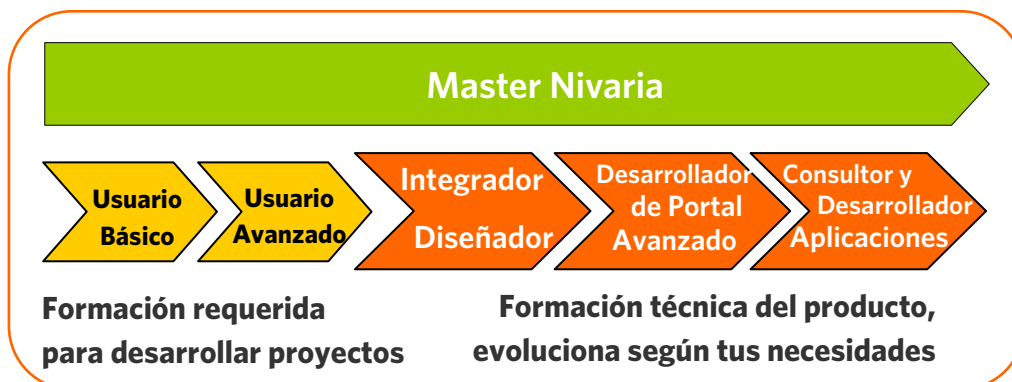 Master Nivaria
Usuario
Básico
Usuario
Avanzado
Integrador
Diseñador
Desarrollador
de Portal
Avanzado
Consultor y
Desarrollador
Aplicaciones
Formación requerida
para desarrollar proyectos
Formación técnica del producto,
evoluciona según tus necesidades